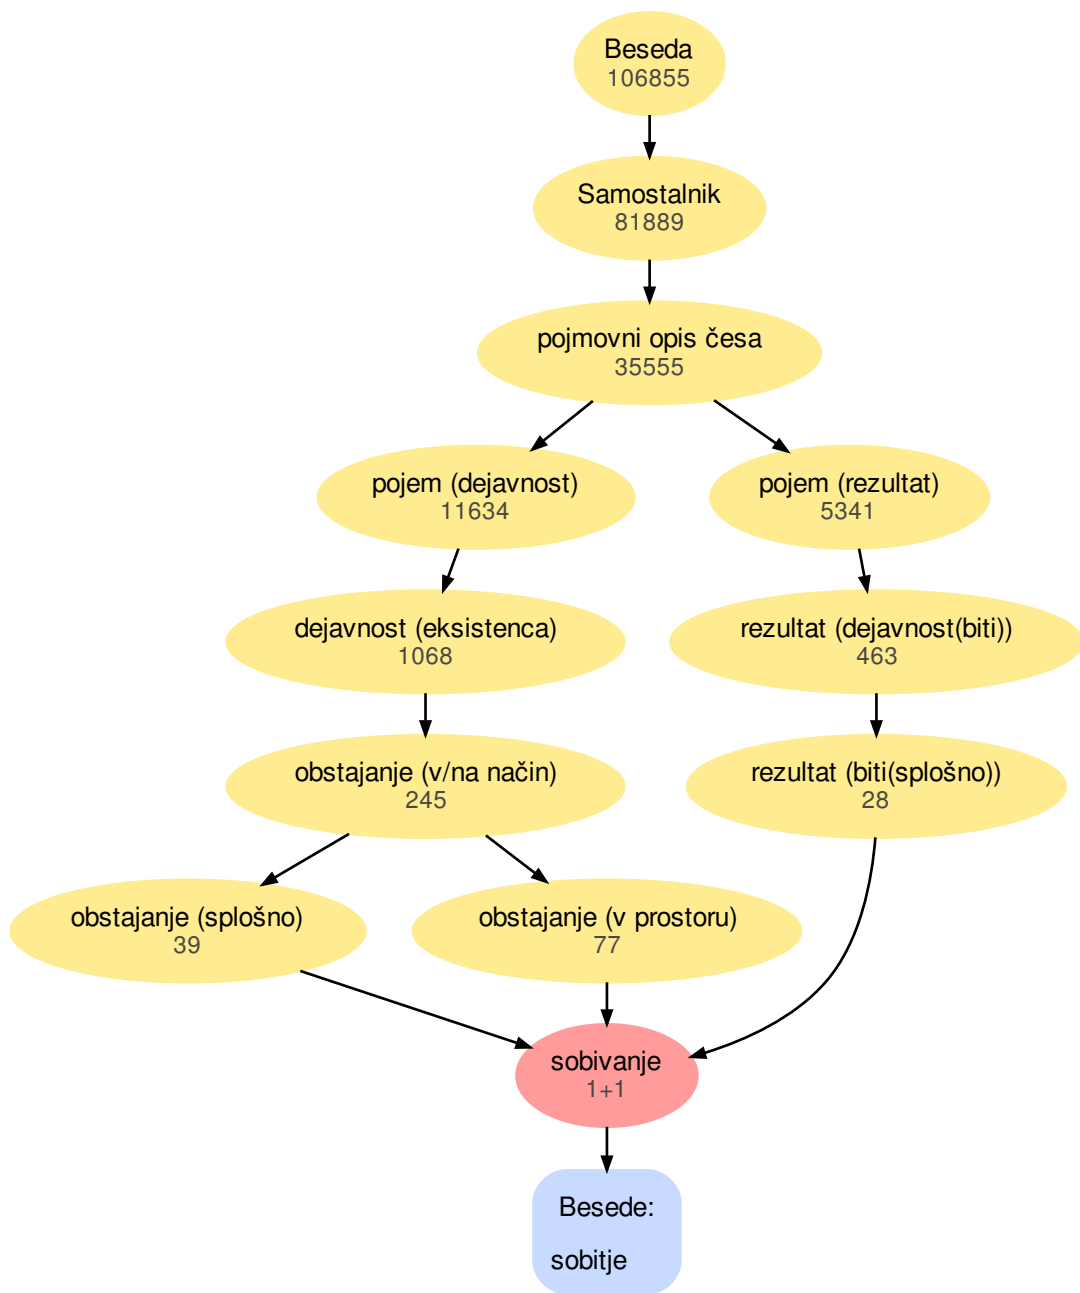 Beseda
106855
Samostalnik
81889
pojmovni opis česa
35555
pojem (dejavnost)
11634
pojem (rezultat)
5341
dejavnost (eksistenca)
1068
rezultat (dejavnost(biti))
463
obstajanje (v/na način)
245
rezultat (biti(splošno))
28
obstajanje (splošno)
39
obstajanje (v prostoru)
77
sobivanje
1+1
Besede:
sobitje